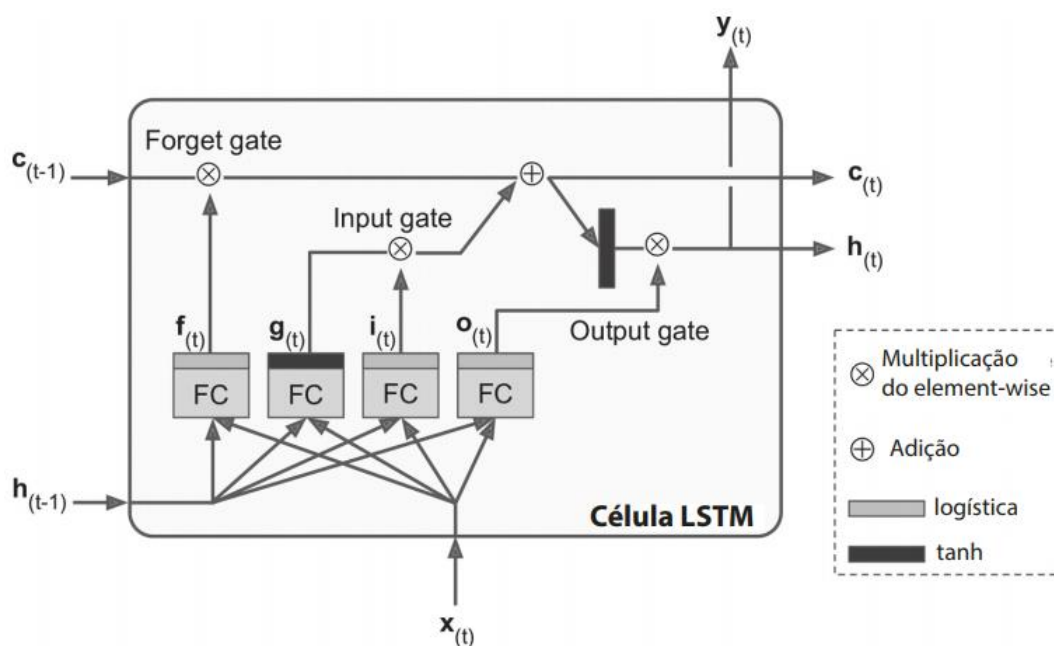 y(t)
Forget gate
c(t-1)
c(t)
Input gate
h(t)
f(t)
g(t)
i(t)
o(t)
Output gate
FC
FC
FC
FC
h(t-1)
Célula LSTM
x(t)
Multiplicação
do element-wise
Adição
logística
tanh